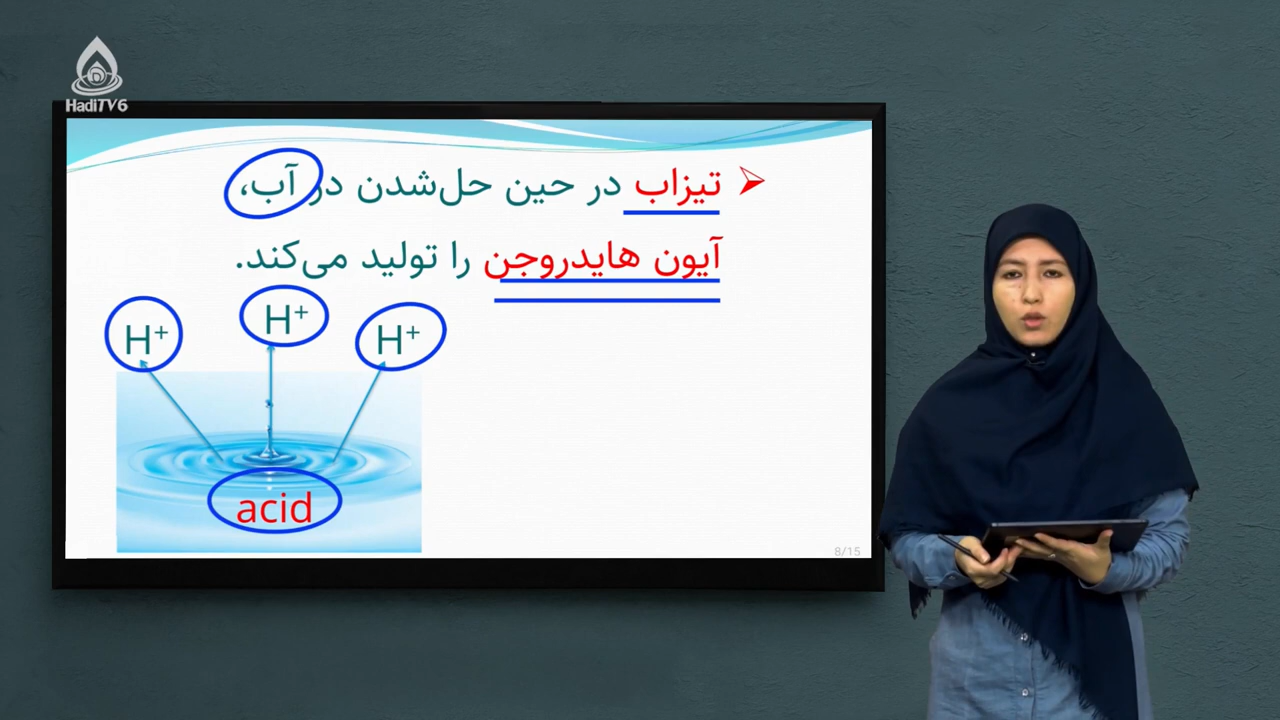 HadiTV6
تیزاب در حین حل‌شدن در آب،
آیون هایدروجن را تولید می‌کند.
H⁺ H⁺ H⁺
acid
8/15